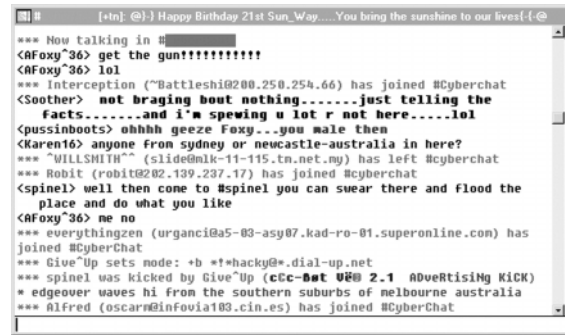 # [+tn]: @}-} Happy Birthday 21st Sun_Way.....You bring the sunshine to our lives{-{-@
*** Now talking in #
<AFoxy^36> get the gun!!!!!!!!!!!
<AFoxy^36> lol
*** Interception (~Battleshi@200.250.254.66) has joined #Cyberchat
<Soother>  not braging bout nothing.......just telling the
facts.......and i'm spewing u lot r not here.....lol
<pussinboots> ohhhh geeze Foxy...you male then
<Karen16> anyone from sydney or newcastle-australia in here?
*** ^WILLSMITH^^ (slide@mlk-11-115.tm.net.my) has left #cyberchat
*** Robit (robit@202.139.237.17) has joined #cyberchat
<spinel> well then come to #spinel you can swear there and flood the
place and do what you like
<AFoxy^36> me no
*** everythingzen (urganci@a5-03-asy07.kad-ro-01.superonline.com) has
joined #CyberChat
*** Give^Up sets mode: +b *!*hacky@*.dial-up.net
*** spinel was kicked by Give^Up (cCc-ßøt Vë® 2.1  ADveRtisiNg KiCK)
* edgeover waves hi from the southern suburbs of melbourne australia
*** Alfred (oscarm@infovia103.cin.es) has joined #CyberChat